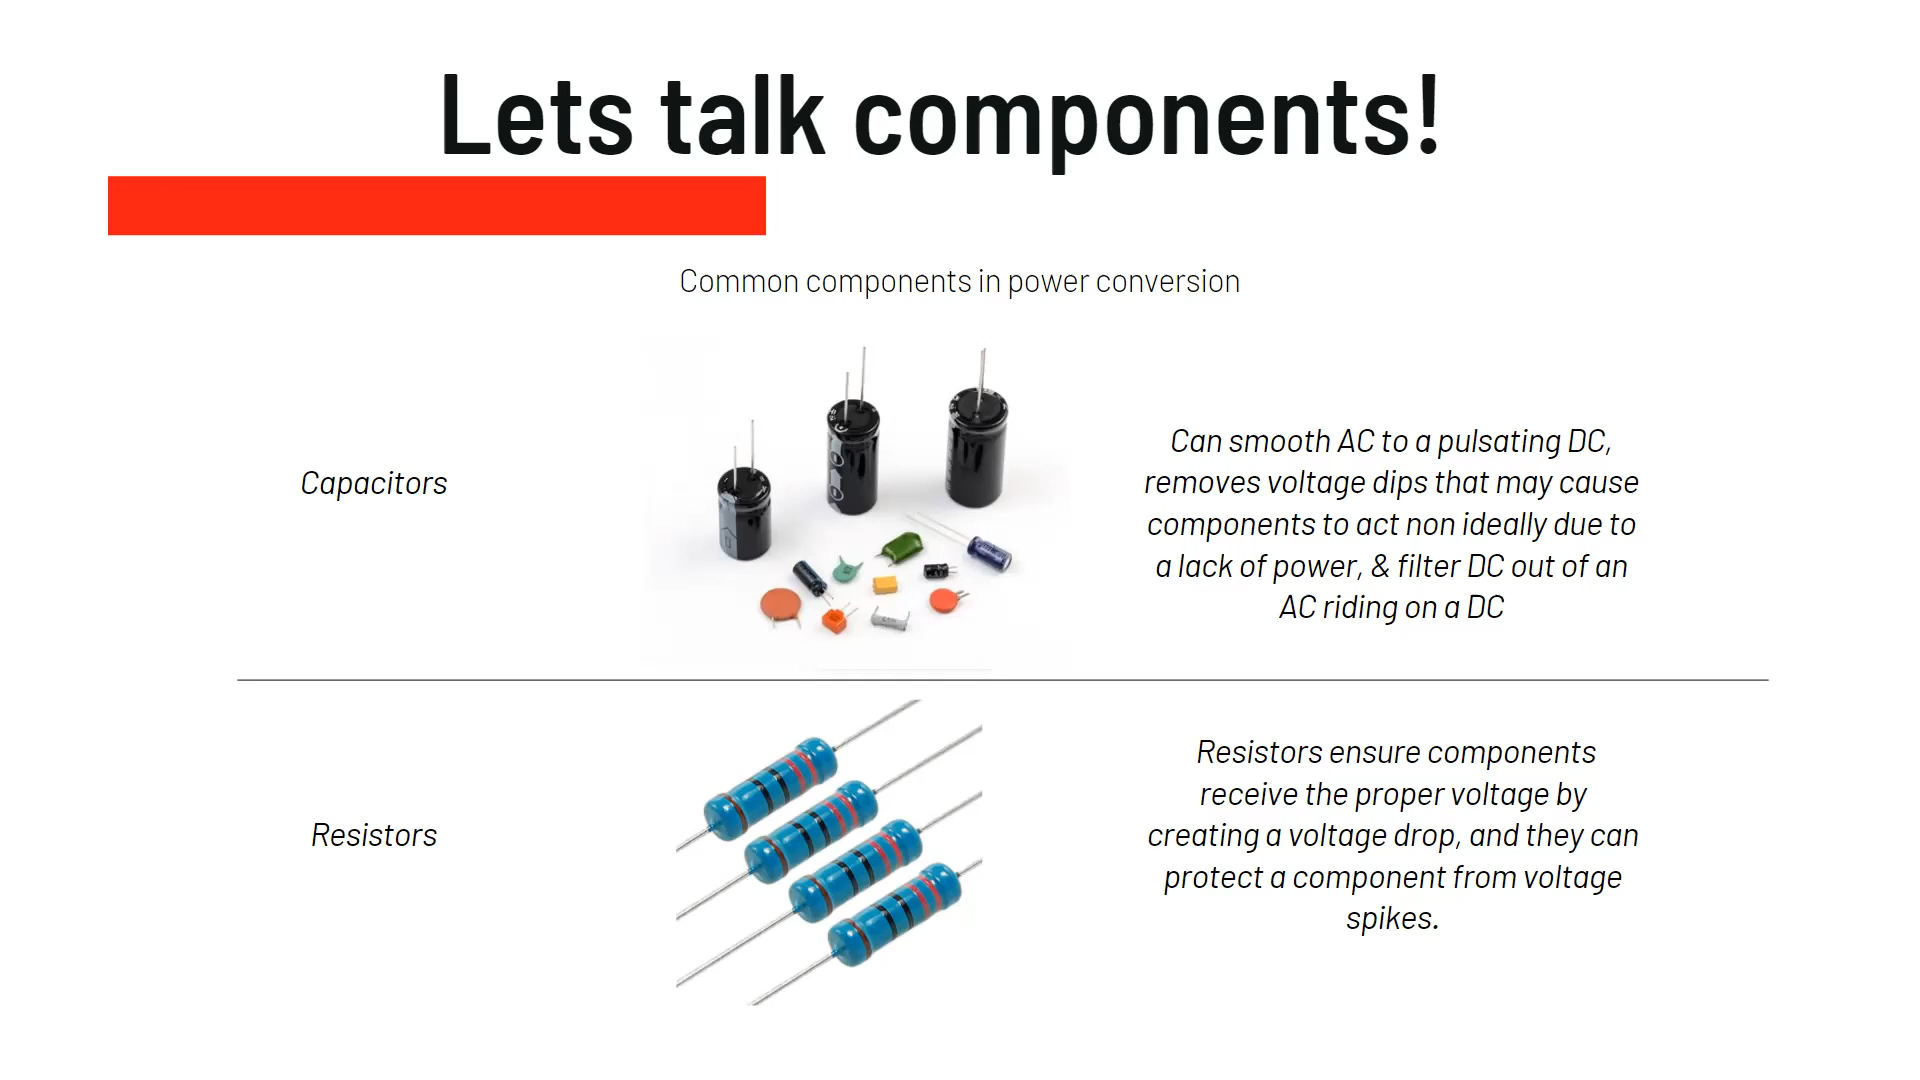 Lets talk components!
Common components in power conversion
Capacitors
Can smooth AC to a pulsating DC,
removes voltage dips that may cause
components to act non ideally due to
a lack of power, & filter DC out of an
AC riding on a DC
Resistors
Resistors ensure components
receive the proper voltage by
creating a voltage drop, and they can
protect a component from voltage
spikes.